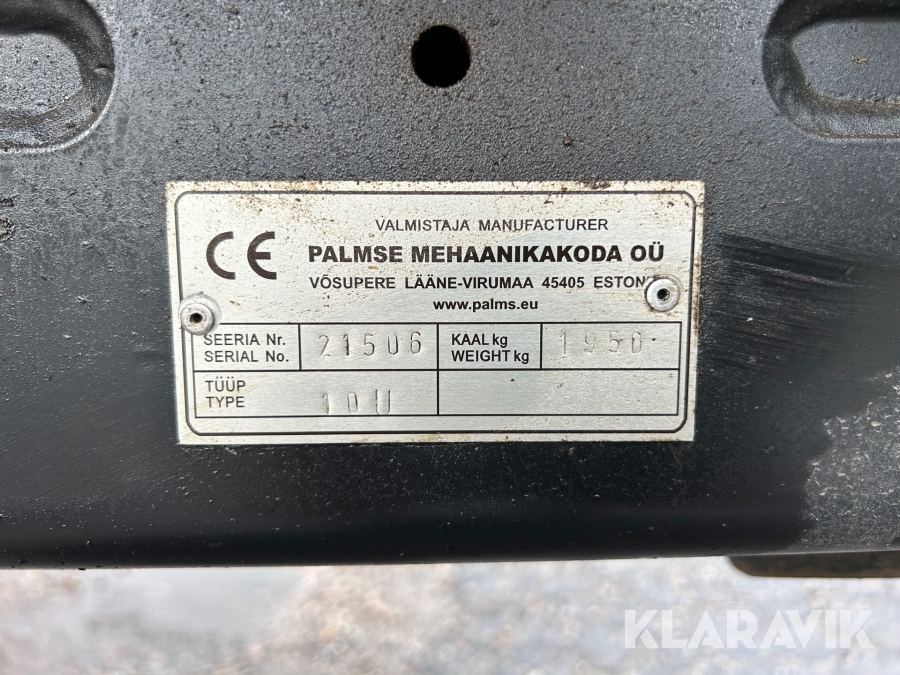 VALMISTAJA MANUFACTURER
CE
PALMSE MEHAANIKAKODA OÜ
VÕSUPERE LÄÄNE-VIRUMAA 45405
www.palms.eu
SEERIA Nr.
SERIAL No.
21506
KAAL kg
WEIGHT kg
1950
TÜÜP
TYPE
10U
KLARAVIK